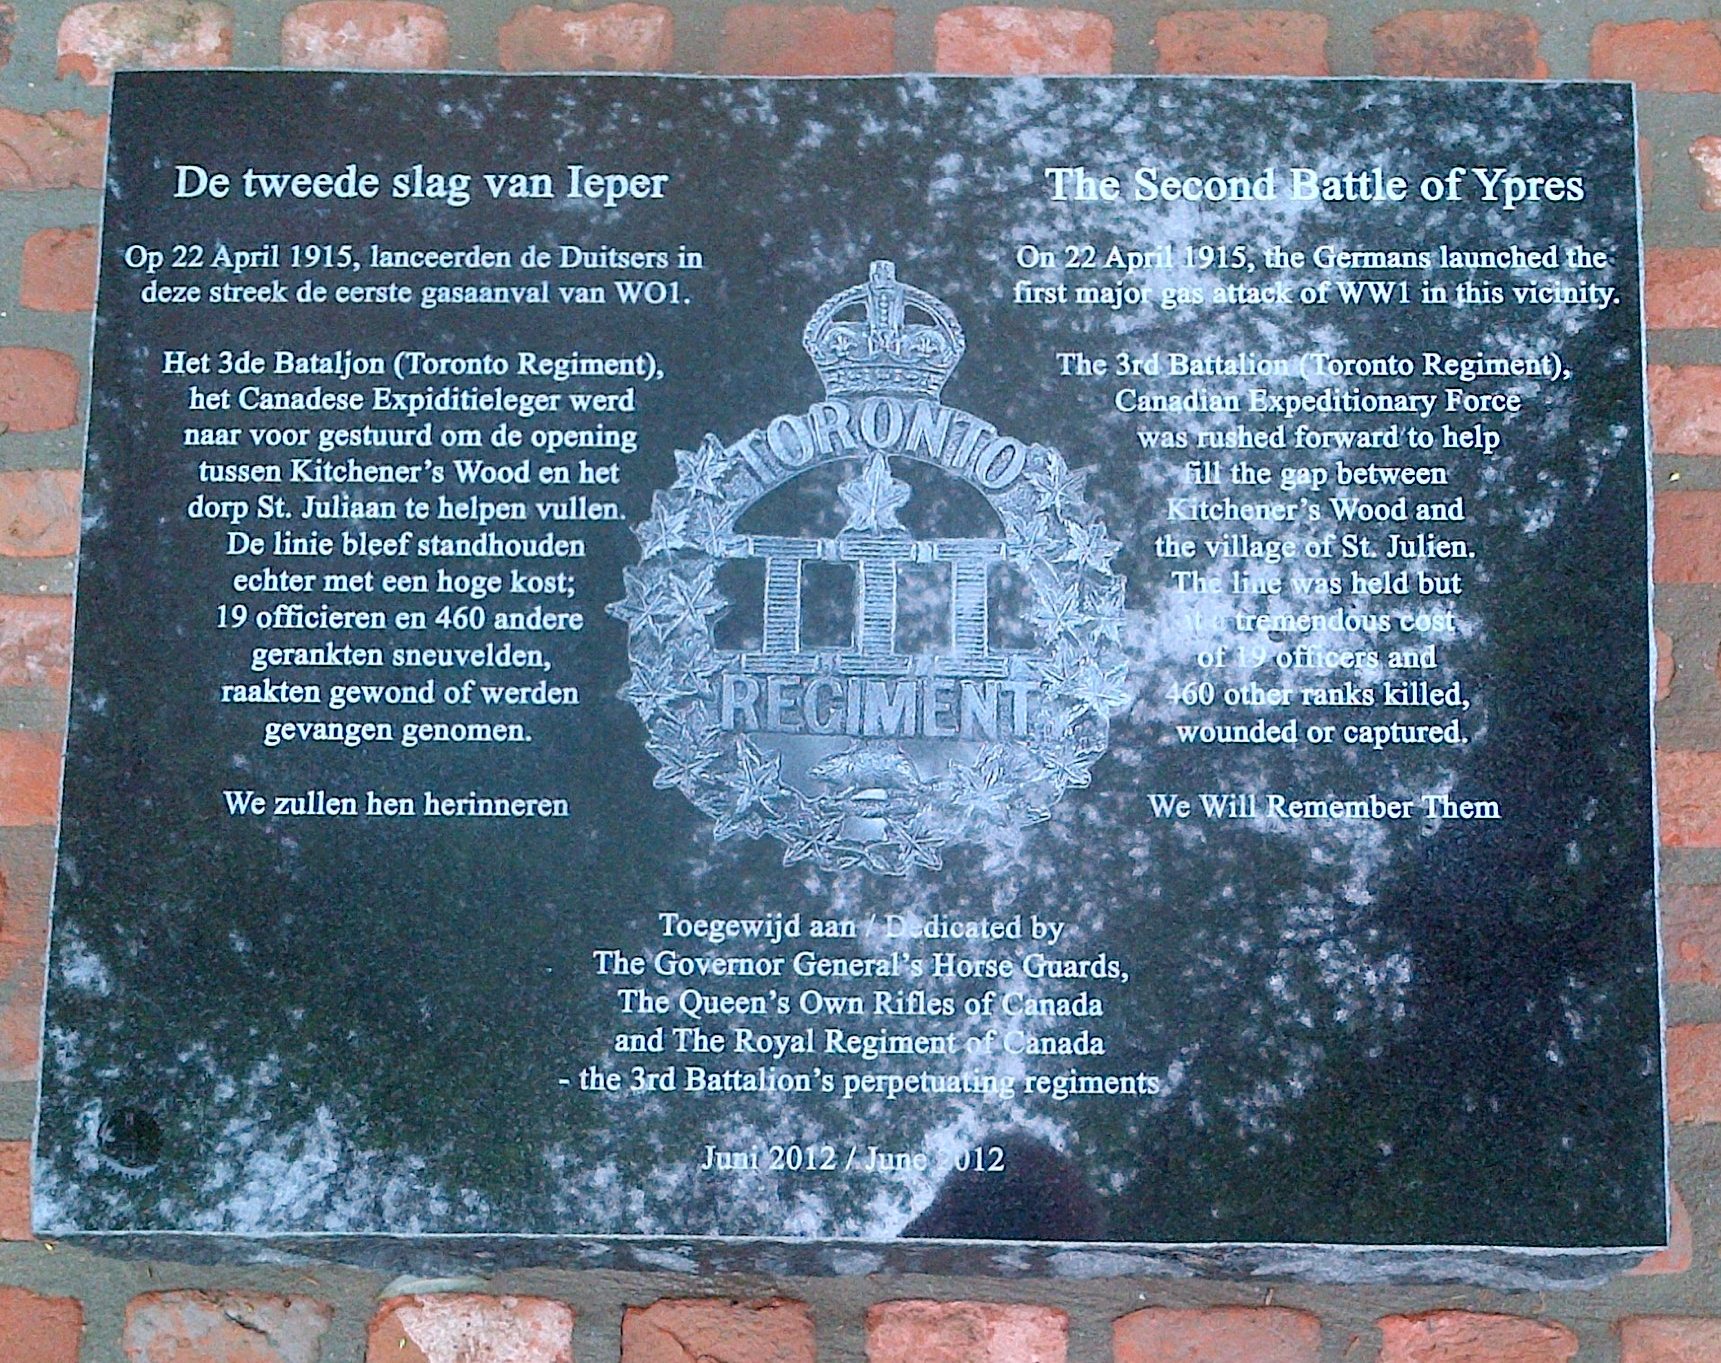 De tweede slag van Ieper
Op 22 April 1915, lanceerden de Duitsers in
deze streek de eerste gasaanval van WO1.
Het 3de Bataljon (Toronto Regiment),
het Canadese Expiditieleger werd
naar voor gestuurd om de opening
tussen Kitchener's Wood en het
dorp St. Juliaan te helpen vullen.
De linie bleef standhouden
echter met een hoge kost;
19 officieren en 460 andere
gerankten sneuvelden,
raakten gewond of werden
gevangen genomen.
We zullen hen herinneren
TORONTO
III
REGIMENT
The Second Battle of Ypres
On 22 April 1915, the Germans launched the
first major gas attack of WW1 in this vicinity.
The 3rd Battalion (Toronto Regiment),
Canadian Expeditionary Force
was rushed forward to help
fill the gap between
Kitchener's Wood and
the village of St. Julien.
The line was held but
at a tremendous cost
of 19 officers and
460 other ranks killed,
wounded or captured.
We Will Remember Them
Toegewijd aan / Dedicated by
The Governor General's Horse Guards,
The Queen's Own Rifles of Canada
and The Royal Regiment of Canada
- the 3rd Battalion's perpetuating regiments
Juni 2012 / June 2012